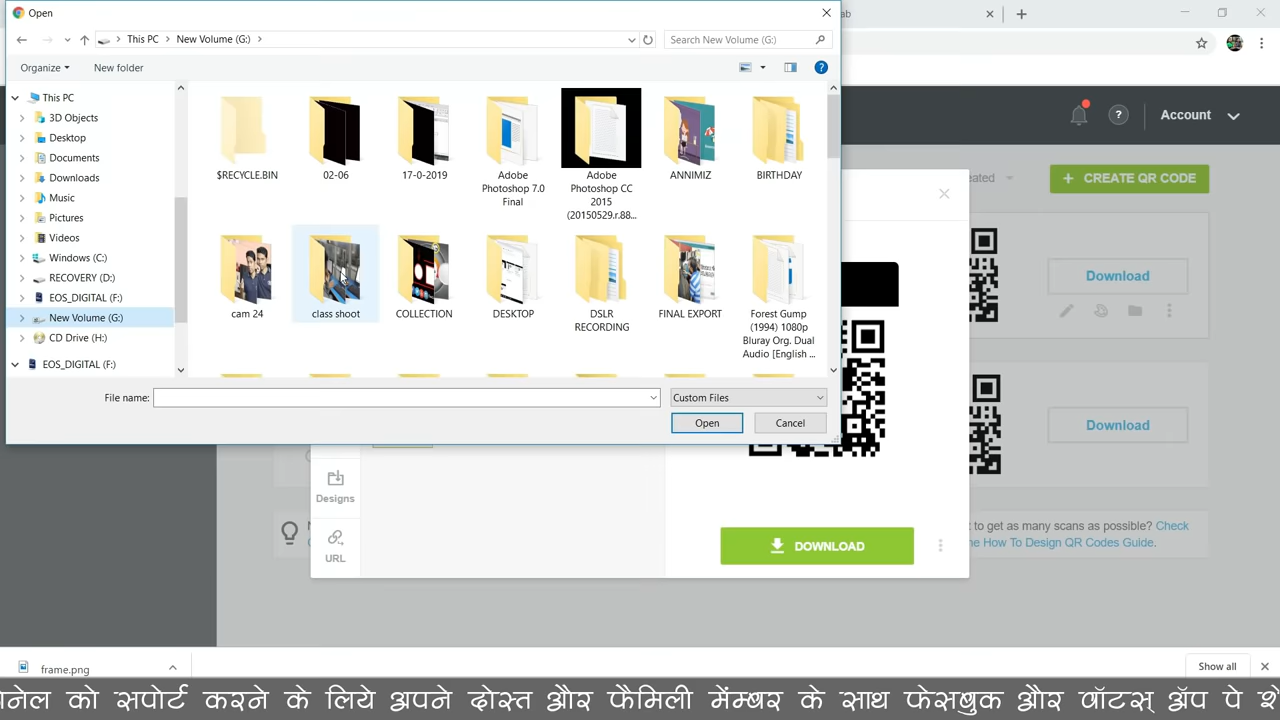 Open
ab
This PC
New Volume (G:)
Search New Volume (G:)
Organize
New folder
This PC
3D Objects
Desktop
Documents
Downloads
Music
Pictures
Videos
Windows (C:)
RECOVERY (D:)
EOS_DIGITAL (F:)
New Volume (G:)
CD Drive (H:)
EOS_DIGITAL (F:)
$RECYCLE.BIN
02-06
17-0-2019
Adobe
Photoshop 7.0
Final
Adobe
Photoshop CC
2015
(20150529.r.88...
ANNIMIZ
BIRTHDAY
cam 24
class shoot
COLLECTION
DESKTOP
DSLR
RECORDING
FINAL EXPORT
Forest Gump
(1994) 1080p
Bluray Org. Dual
Audio [English ...
File name:
Custom Files
Open
Cancel
Account
eated
+ CREATE QR CODE
Download
Download
Designs
URL
DOWNLOAD
t to get as many scans as possible? Check
he How To Design QR Codes Guide.
frame.png
Show all
पेनेल को सपोर्ट करने के लिये अपने दोस्त और फैमिली मेंम्बर के साथ फेसबुक और वॉटस् अॅप पे शे